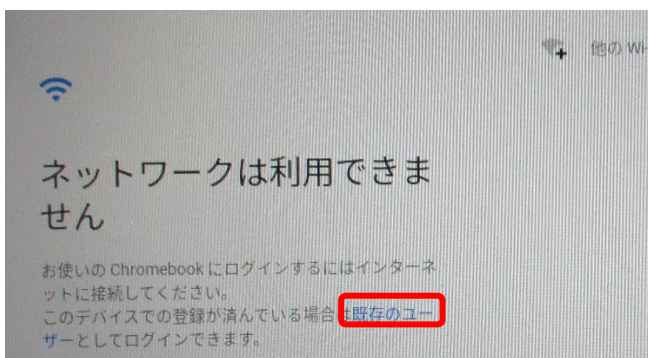 他の Wi-
ネットワークは利用できま
せん
お使いの Chromebook にログインするにはインターネ
ットに接続してください。
このデバイスでの登録が済んでいる場合は既存のユー
ザーとしてログインできます。